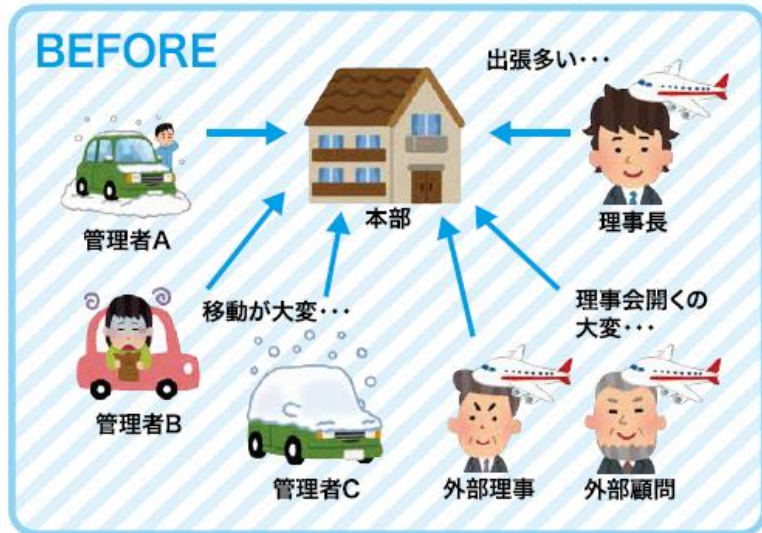 BEFORE
出張多い・・・
管理者A
本部
理事長
移動が大変・・・
理事会開くの
大変・・・
管理者B
管理者C
外部理事
外部顧問